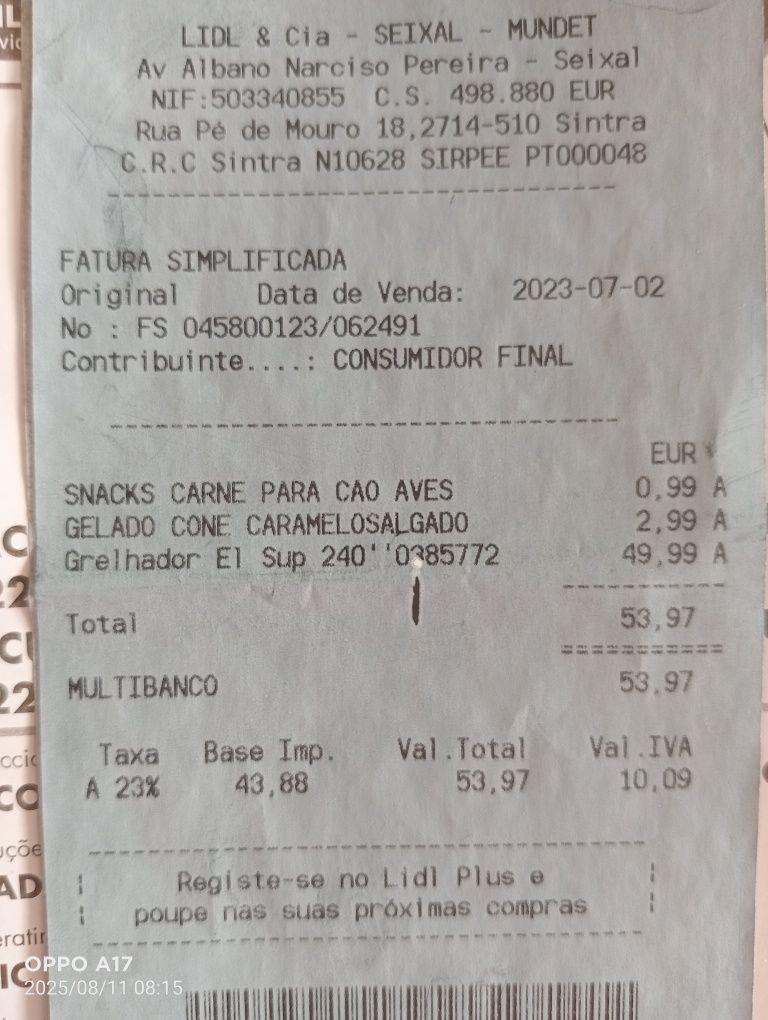 LIDL & Cia - SEIXAL - MUNDET
Av Albano Narciso Pereira - Seixal
NIF:503340855 C.S. 498.880 EUR
Rua Pé de Mouro 18,2714-510 Sintra
C.R.C Sintra N10628 SIRPEE PT000048
FATURA SIMPLIFICADA
Original Data de Venda: 2023-07-02
No : FS 045800123/062491
Contribuinte....: CONSUMIDOR FINAL
EUR
SNACKS CARNE PARA CAO AVES 0,99 A
GELADO CONE CARAMELOSALGADO 2,99 A
Grelhador El Sup 240''0385772 49,99 A
Total 53,97
MULTIBANCO 53,97
Taxa Base Imp. Val.Total Val.IVA
A 23% 43,88 53,97 10,09
Registe-se no Lidl Plus e
poupe nas suas próximas compras
OPPO A17
2025/08/11 08:15